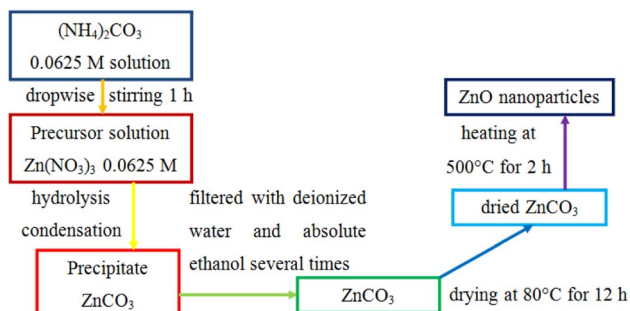 (NH₄)₂CO₃
0.0625 M solution
dropwise stirring 1 h
Precursor solution
Zn(NO₃)₃ 0.0625 M
hydrolysis
condensation
Precipitate
ZnCO₃
filtered with deionized
water and absolute
ethanol several times
ZnCO₃
drying at 80°C for 12 h
dried ZnCO₃
heating at
500°C for 2 h
ZnO nanoparticles